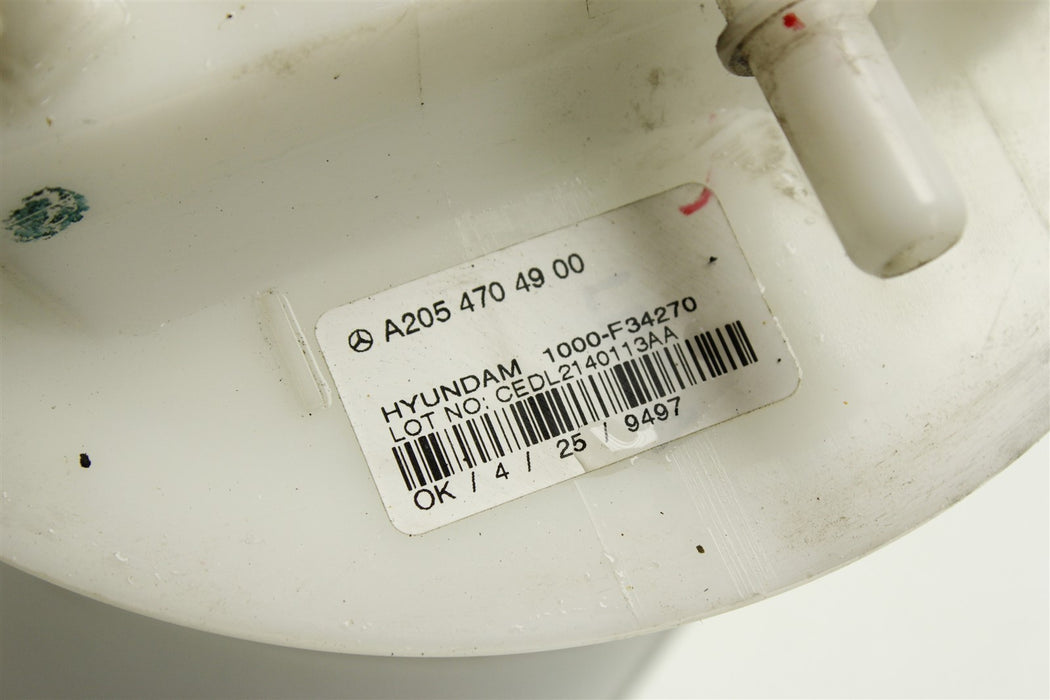 A205 470 49 00
HYUNDAM 1000-F34270
LOT NO: CEDL2140113AA
OK / 4 / 25 / 9497